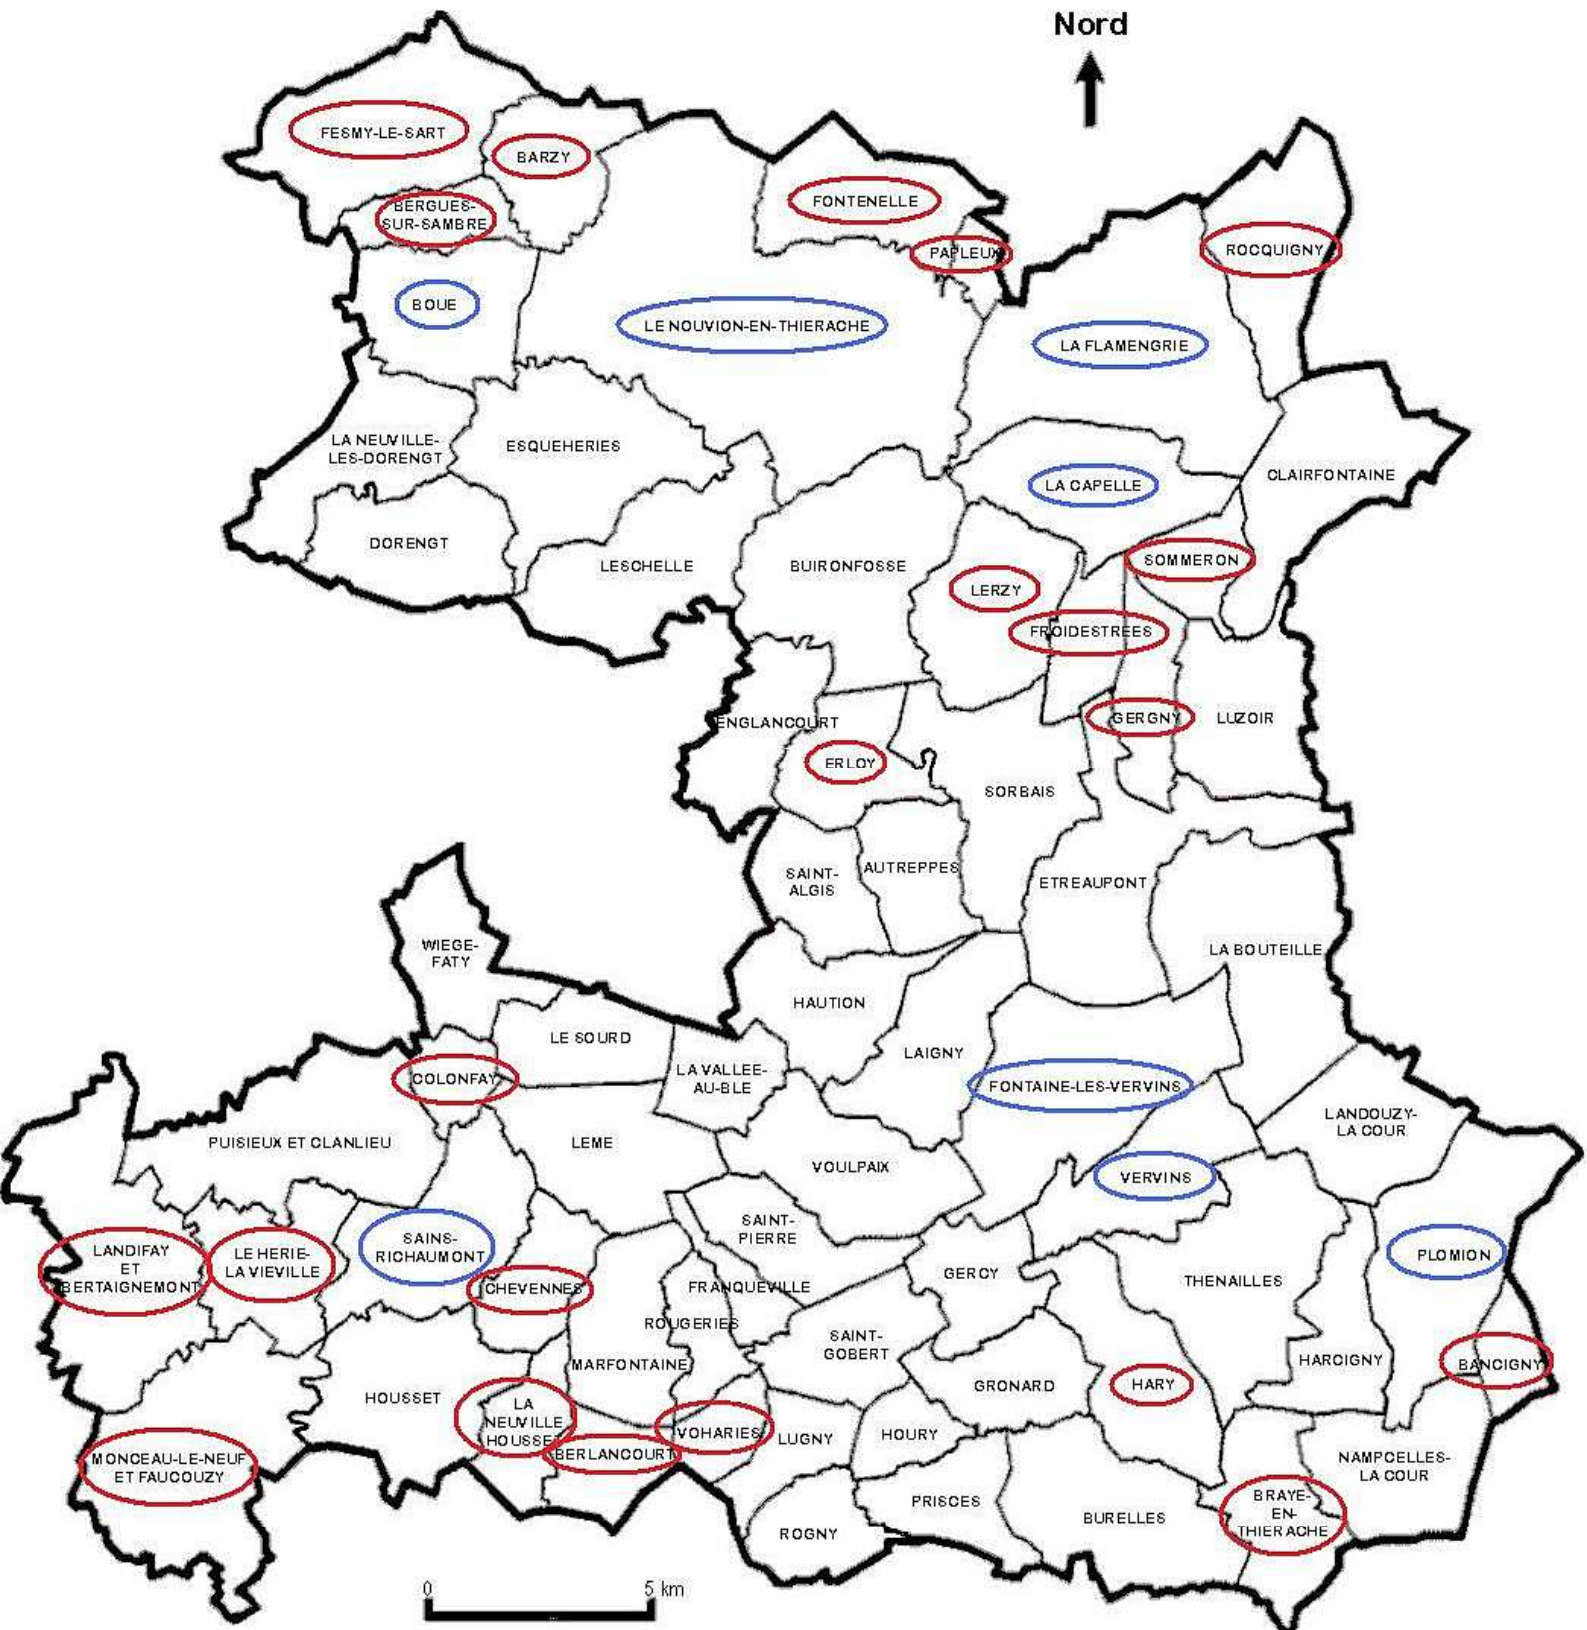 Nord
FESMY-LE-SART
BARZY
BERGUES-
SUR-SAMBRE
FONTENELLE
PAPLEUX
ROCQUIGNY
BOUE
LE NOUVION-EN-THIERACHE
LA FLAMENGRIE
LA NEUVILLE-
LES-DORENGT
ESQUEHERIES
LA CAPELLE
CLAIRFONTAINE
DORENGT
LESCHELLE
BUIRONFOSSE
SOMMERON
LERZY
FROIDESTREES
ENGLANCOURT
GERGNY
LUZOIR
ERLOY
SORBAIS
SAINT-
ALGIS
AUTREPPES
ETREAUPONT
WIEGE-
FATY
LA BOUTEILLE
HAUTION
LE SOURD
LAIGNY
COLONFAY
LA VALLEE-
AU-BLE
FONTAINE-LES-VERVINS
LANDOUZY-
LA COUR
PUISIEUX ET CLANLIEU
LEME
VOULPAIX
VERVINS
LANDIFAY
ET
BERTAIGNEMONT
LE HERIE-
LA VIEVILLE
SAINS-
RICHAUMONT
SAINT-
PIERRE
PLOMION
CHEVENNES
FRANQUEVILLE
GERCY
THENAILLES
ROUGERIES
SAINT-
GOBERT
MARFONTAINE
HARCIGNY
BANCIGNY
HOUSSET
GRONARD
HARY
LA
NEUVILLE
HOUSSET
VOHARIES
LUGNY
HOURY
BERLANCOURT
MONCEAU-LE-NEUF
ET FAUCOUZY
NAMPCELLES-
LA COUR
PRISCES
BRAYE-
EN-
THIERACHE
BURELLES
ROGNY
0 5 km